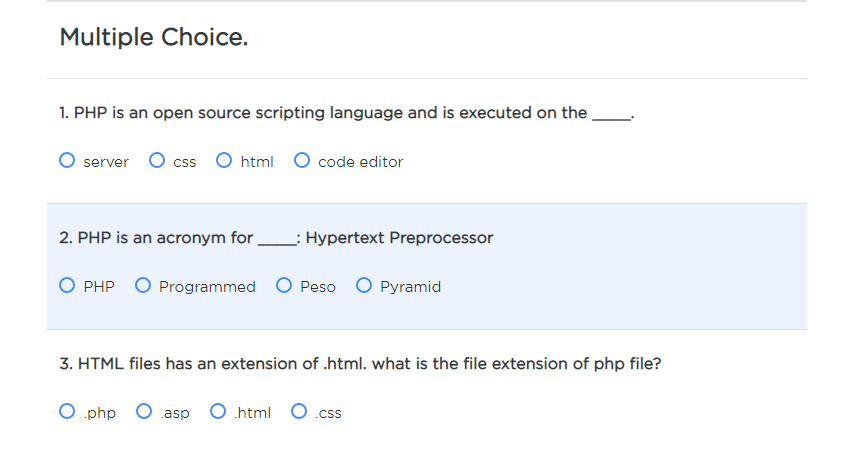 Multiple Choice.
1. PHP is an open source scripting language and is executed on the ____.
server css html code editor
2. PHP is an acronym for ____: Hypertext Preprocessor
PHP Programmed Peso Pyramid
3. HTML files has an extension of .html. what is the file extension of php file?
.php .asp .html .css